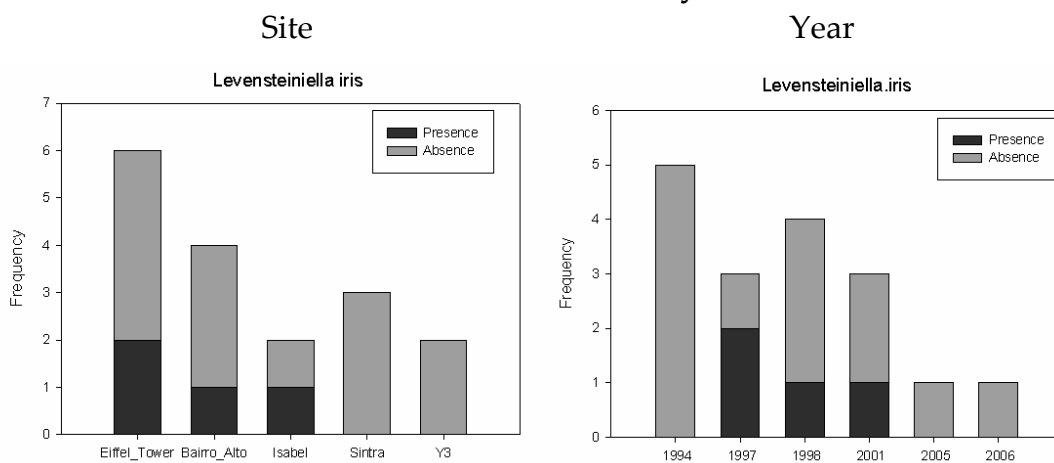 Site
Year
Levensteiniella iris
7
6
5
4
3
2
1
0
Frequency
Presence
Absence
Eiffel_Tower Bairro_Alto Isabel Sintra Y3
Levensteiniella.iris
6
5
4
3
2
1
0
Frequency
Presence
Absence
1994 1997 1998 2001 2005 2006